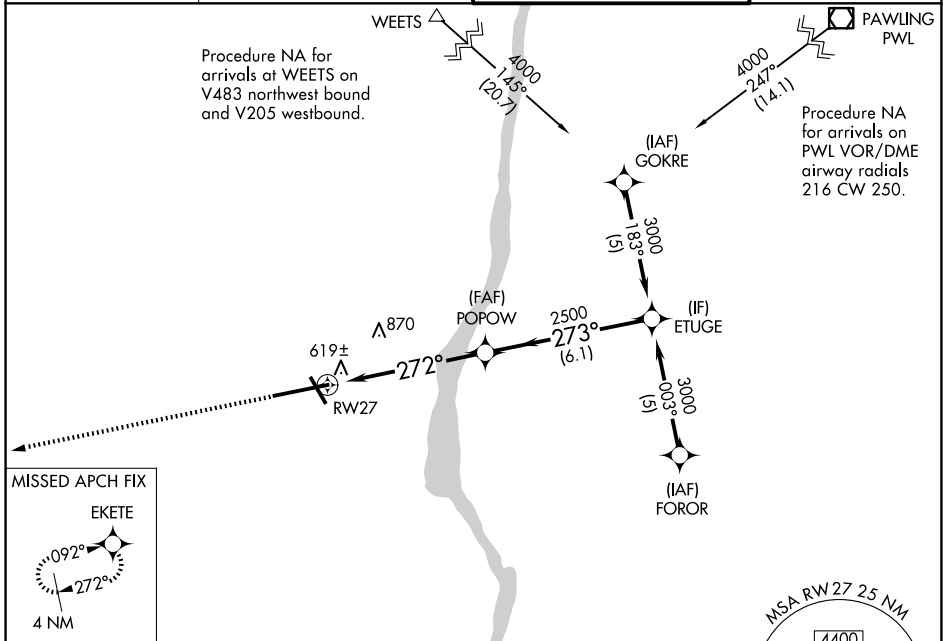 WEETS
PAWLING
PWL
Procedure NA for
arrivals at WEETS on
V483 northwest bound
and V205 westbound.
4000
145°
(20.7)
4000
247°
(14.1)
Procedure NA
for arrivals on
PWL VOR/DME
airway radials
216 CW 250.
(IAF)
GOKRE
3000
183°
(5)
(FAF)
POPOW
2500
273°
(6.1)
(IF)
ETUGE
870
619±
272°
RW27
3000
003°
(5)
(IAF)
FOROR
MISSED APCH FIX
EKETE
092°
272°
4 NM
MSA RW27 25 NM
4400